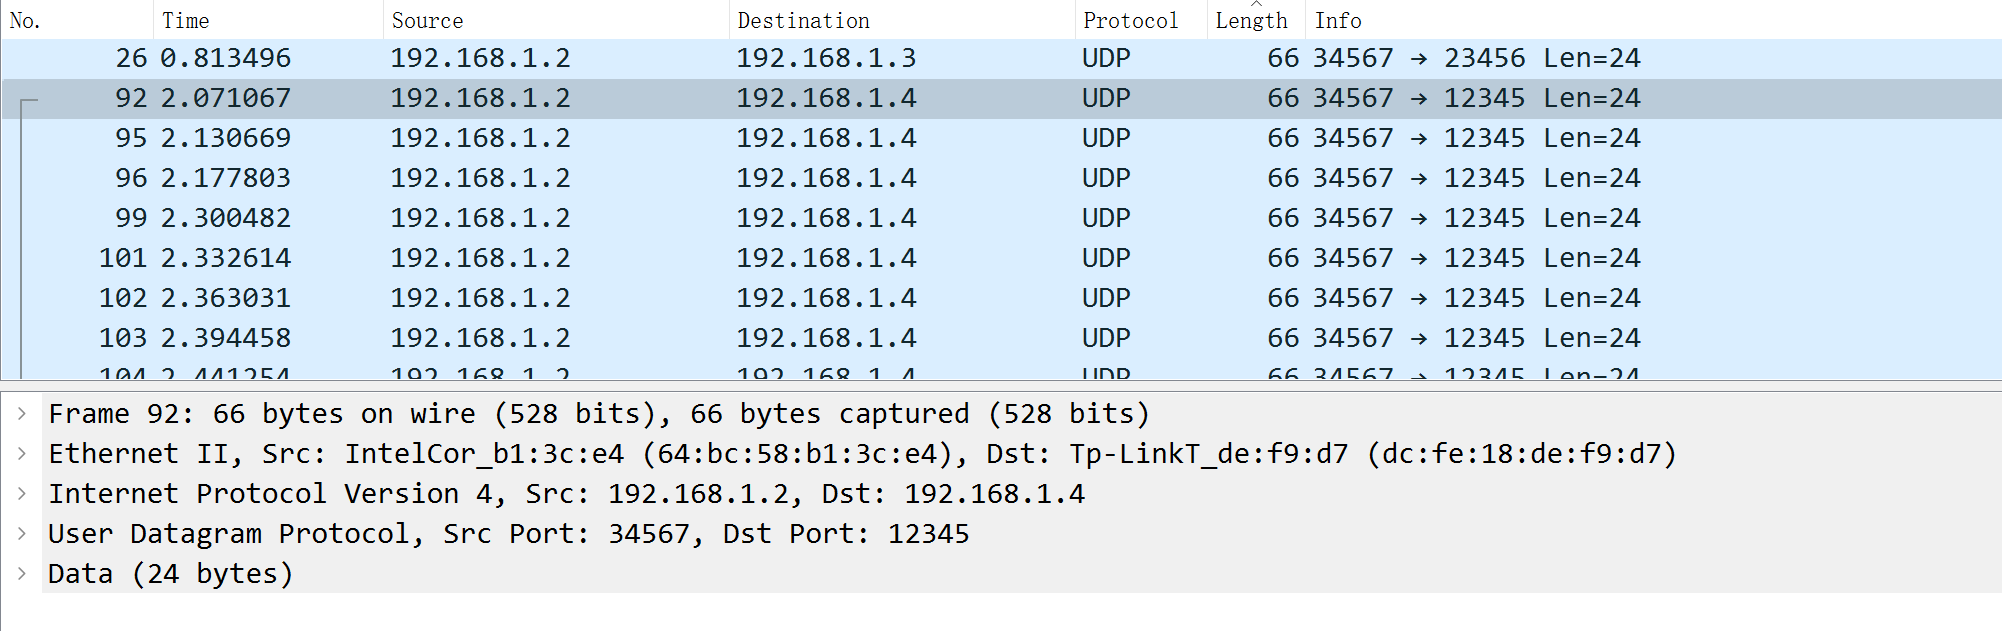 No. Time Source Destination Protocol Length Info
26 0.813496 192.168.1.2 192.168.1.3 UDP 66 34567 → 23456 Len=24
92 2.071067 192.168.1.2 192.168.1.4 UDP 66 34567 → 12345 Len=24
95 2.130669 192.168.1.2 192.168.1.4 UDP 66 34567 → 12345 Len=24
96 2.177803 192.168.1.2 192.168.1.4 UDP 66 34567 → 12345 Len=24
99 2.300482 192.168.1.2 192.168.1.4 UDP 66 34567 → 12345 Len=24
101 2.332614 192.168.1.2 192.168.1.4 UDP 66 34567 → 12345 Len=24
102 2.363031 192.168.1.2 192.168.1.4 UDP 66 34567 → 12345 Len=24
103 2.394458 192.168.1.2 192.168.1.4 UDP 66 34567 → 12345 Len=24
104 2.441254 192.168.1.2 192.168.1.4 UDP 66 34567 → 12345 Len=24
Frame 92: 66 bytes on wire (528 bits), 66 bytes captured (528 bits)
Ethernet II, Src: IntelCor_b1:3c:e4 (64:bc:58:b1:3c:e4), Dst: Tp-LinkT_de:f9:d7 (dc:fe:18:de:f9:d7)
Internet Protocol Version 4, Src: 192.168.1.2, Dst: 192.168.1.4
User Datagram Protocol, Src Port: 34567, Dst Port: 12345
Data (24 bytes)